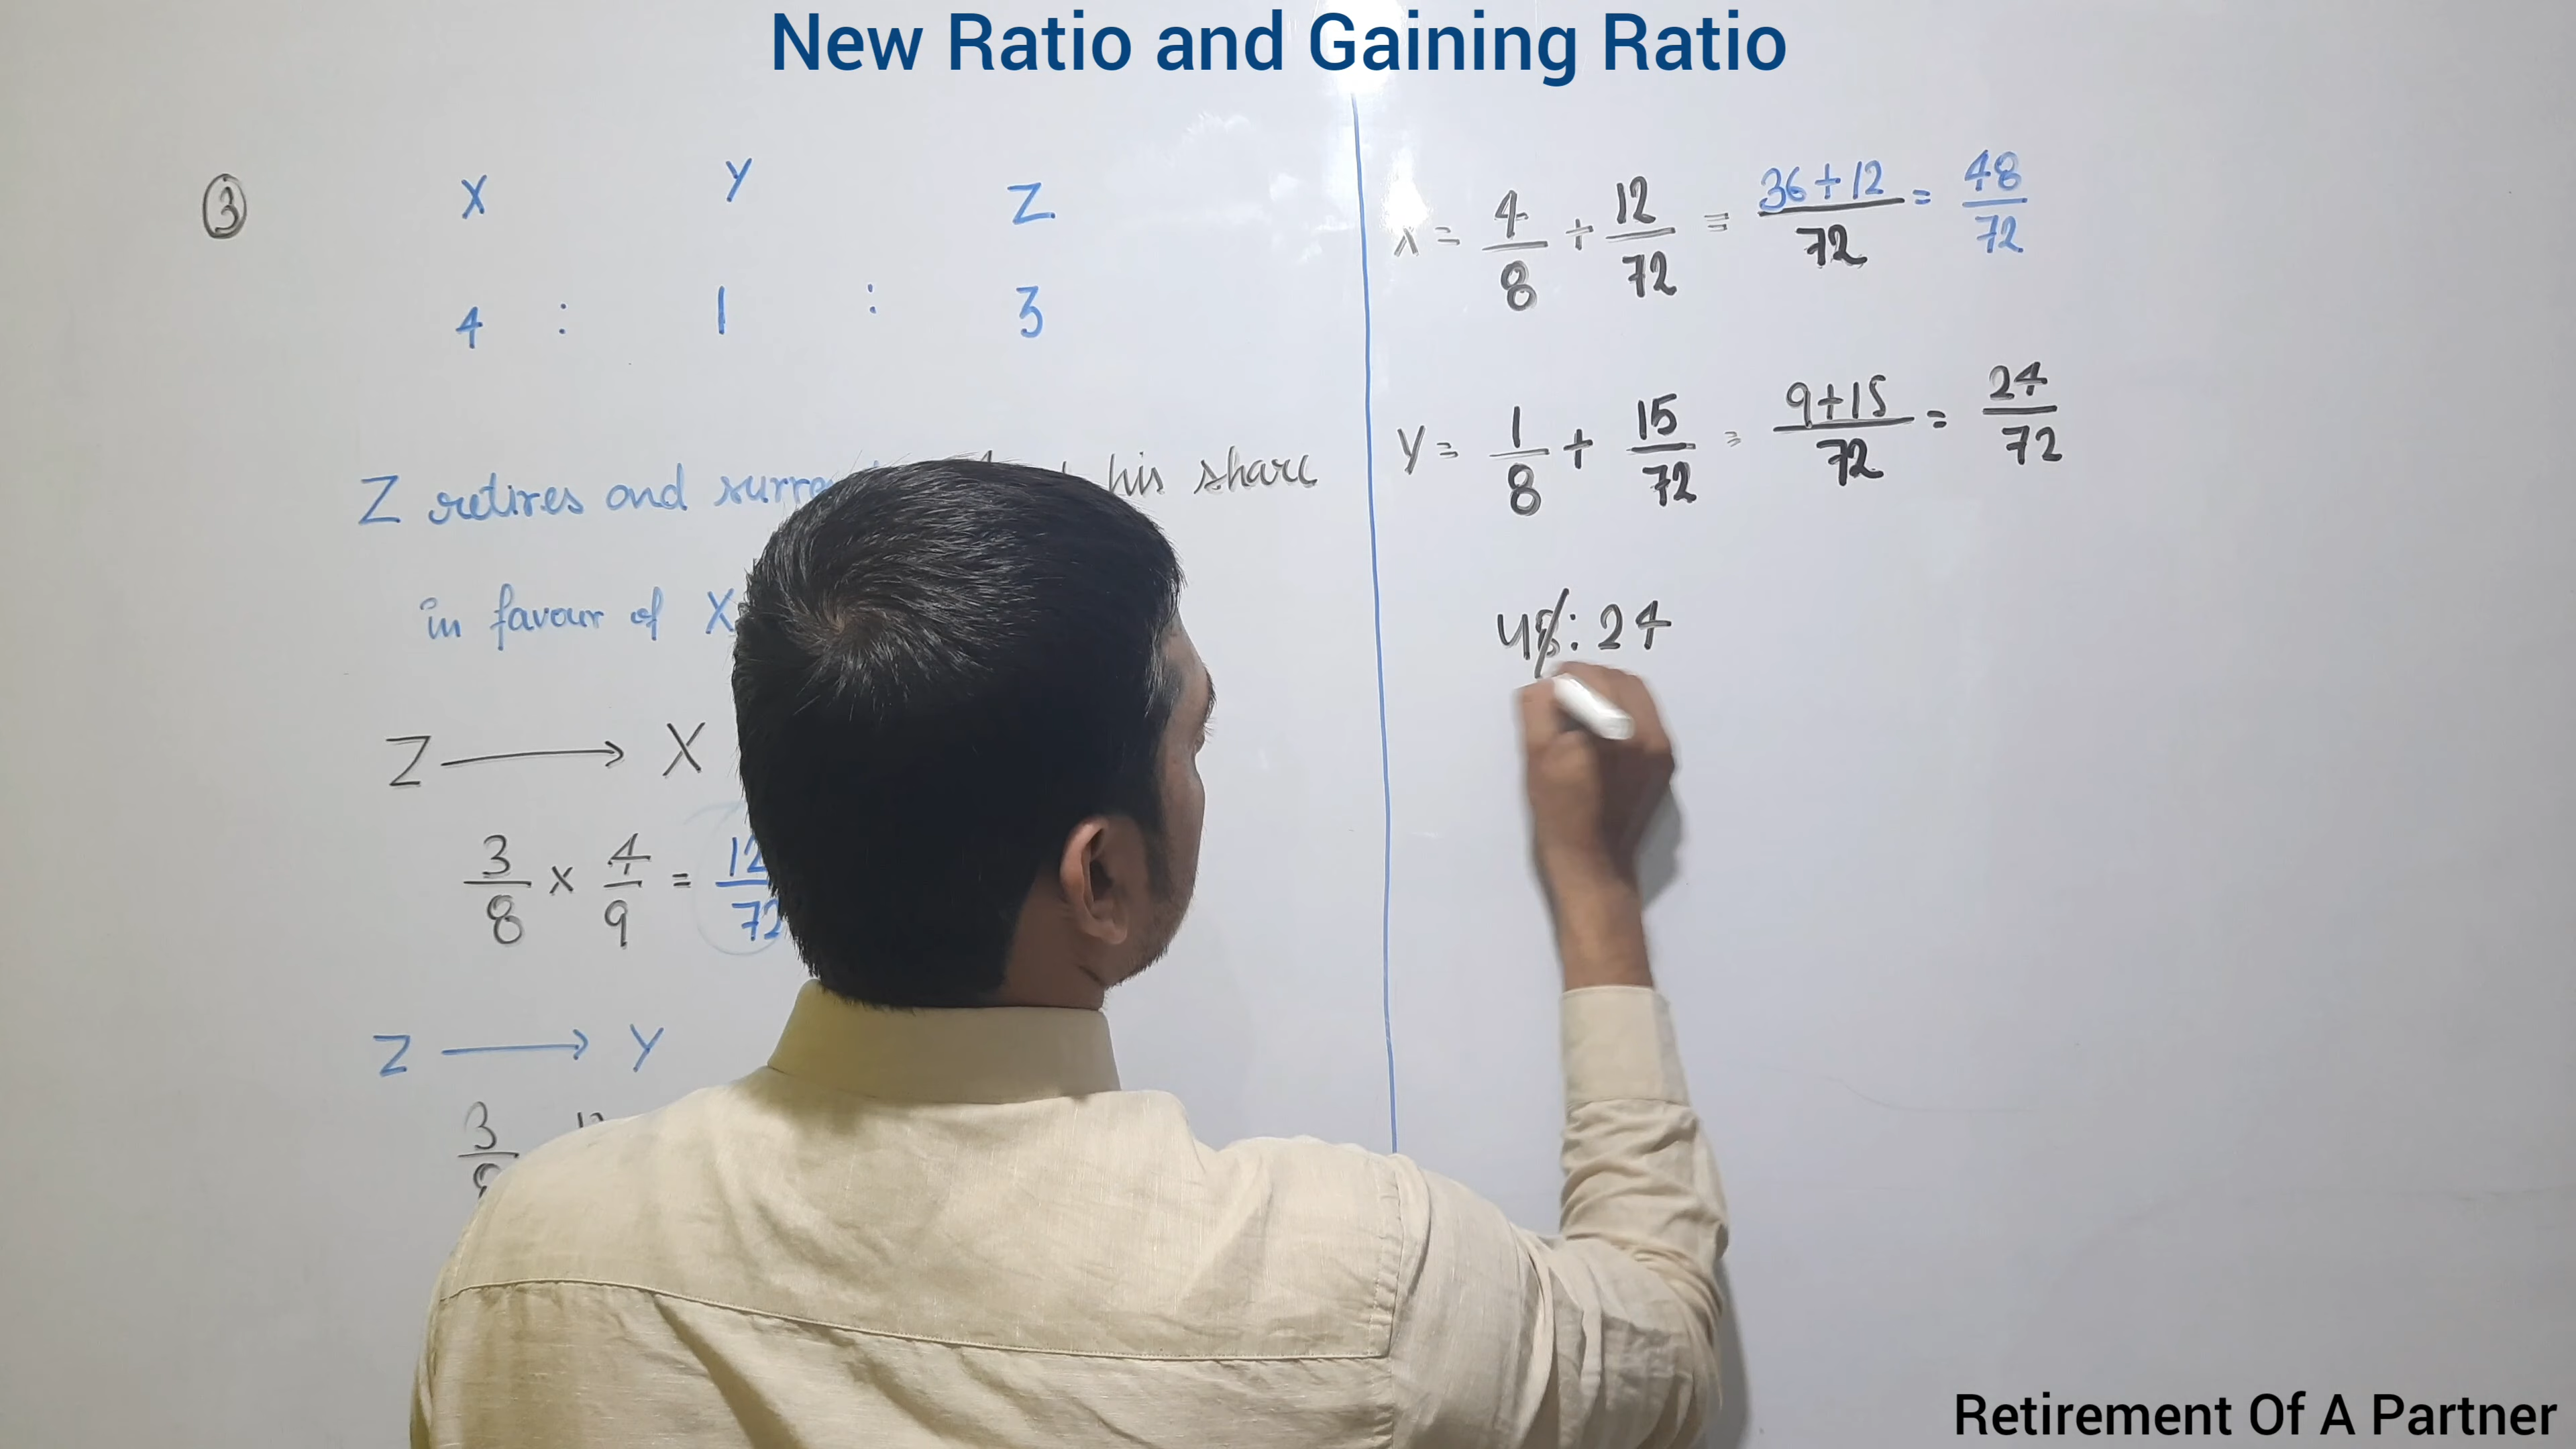 New Ratio and Gaining Ratio
③ X Y Z
4 : 1 : 3
Z retires and his share
in favour of X
Z → X
3/8 × 4/9 = 12/72
Z → Y
3/8
X = 4/8 + 12/72 = 36+12/72 = 48/72
Y = 1/8 + 15/72 = 9+15/72 = 24/72
48 : 24
Retirement Of A Partner